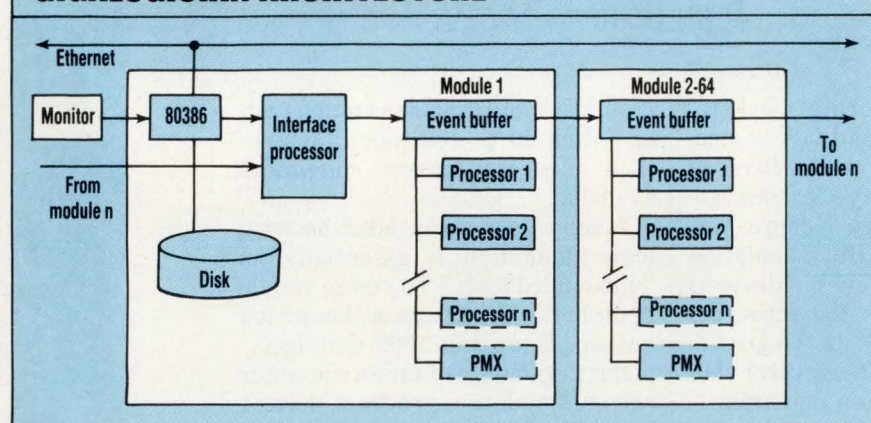 Ethernet
Monitor
80386
Interface
processor
From
module n
Disk
Module 1
Event buffer
Processor 1
Processor 2
Processor n
PMX
Module 2-64
Event buffer
Processor 1
Processor 2
Processor n
PMX
To
module n